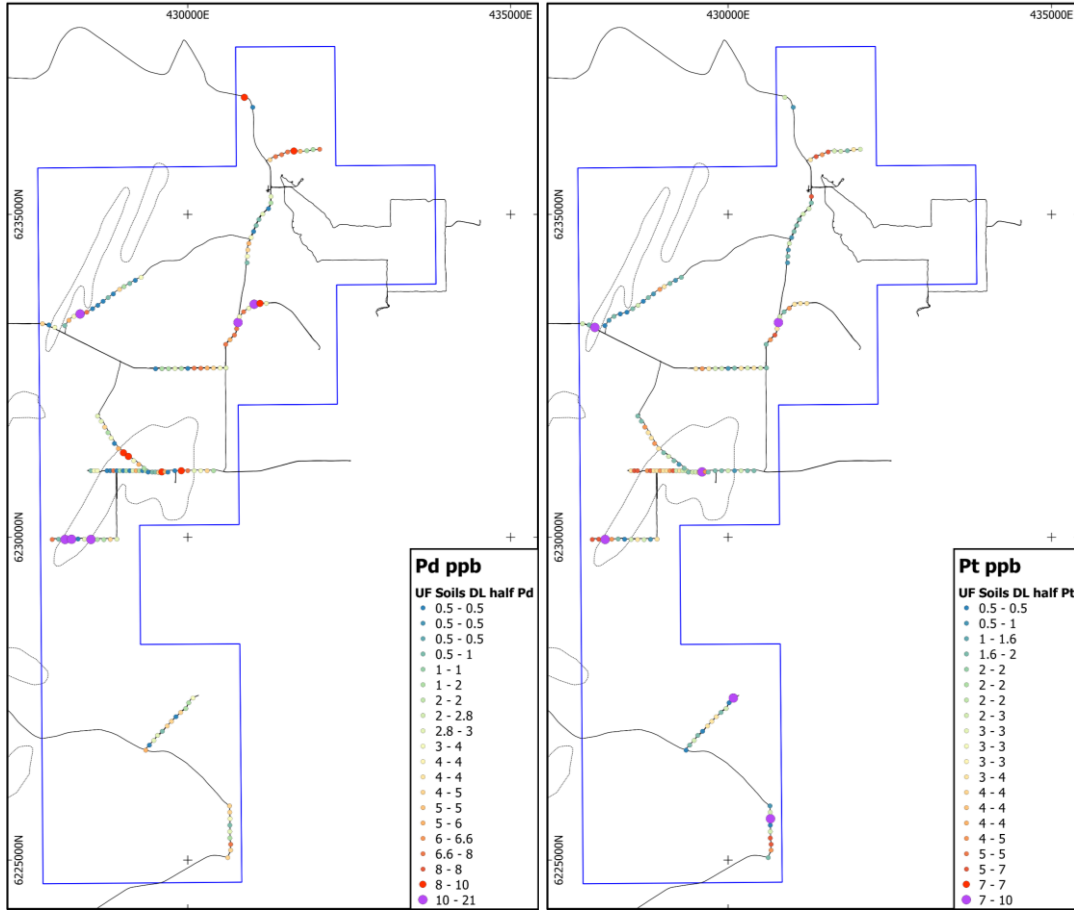 430000E
435000E
6235000N
6230000N
6225000N
Pd ppb
UF Soils DL half Pd
0.5 - 0.5
0.5 - 0.5
0.5 - 0.5
0.5 - 1
1 - 1
1 - 2
2 - 2
2 - 2.8
2.8 - 3
3 - 4
4 - 4
4 - 4
4 - 5
5 - 5
5 - 6
6 - 6.6
6.6 - 8
8 - 8
8 - 10
10 - 21
430000E
435000E
6235000N
6230000N
6225000N
Pt ppb
UF Soils DL half Pt
0.5 - 0.5
0.5 - 1
1 - 1.6
1.6 - 2
2 - 2
2 - 2
2 - 3
3 - 3
3 - 3
3 - 3
3 - 4
4 - 4
4 - 4
4 - 4
4 - 5
5 - 5
5 - 7
7 - 7
7 - 10